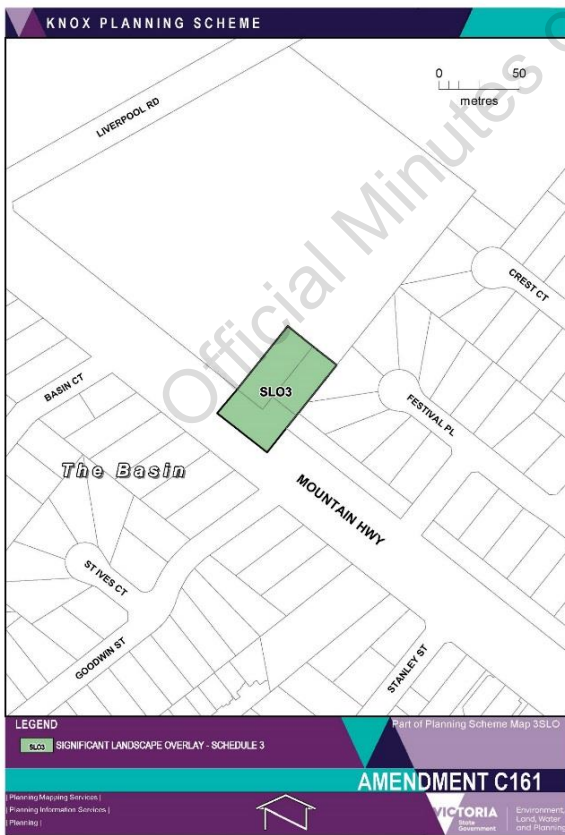 KNOX PLANNING SCHEME
Official Minutes o
0 50
metres
LIVERPOOL RD
CREST CT
SLO3
BASIN CT
FESTIVAL PL
The Basin
MOUNTAIN HWY
ST IVES CT
GOODWIN ST
STANLEY ST
LEGEND
Part of Planning Scheme Map 3SLO
SLO3 SIGNIFICANT LANDSCAPE OVERLAY - SCHEDULE 3
AMENDMENT C161
| Planning Mapping Services |
| Planning Information Services |
| Planning |
VICTORIA
State
Government
Environment,
Land, Water
and Planning